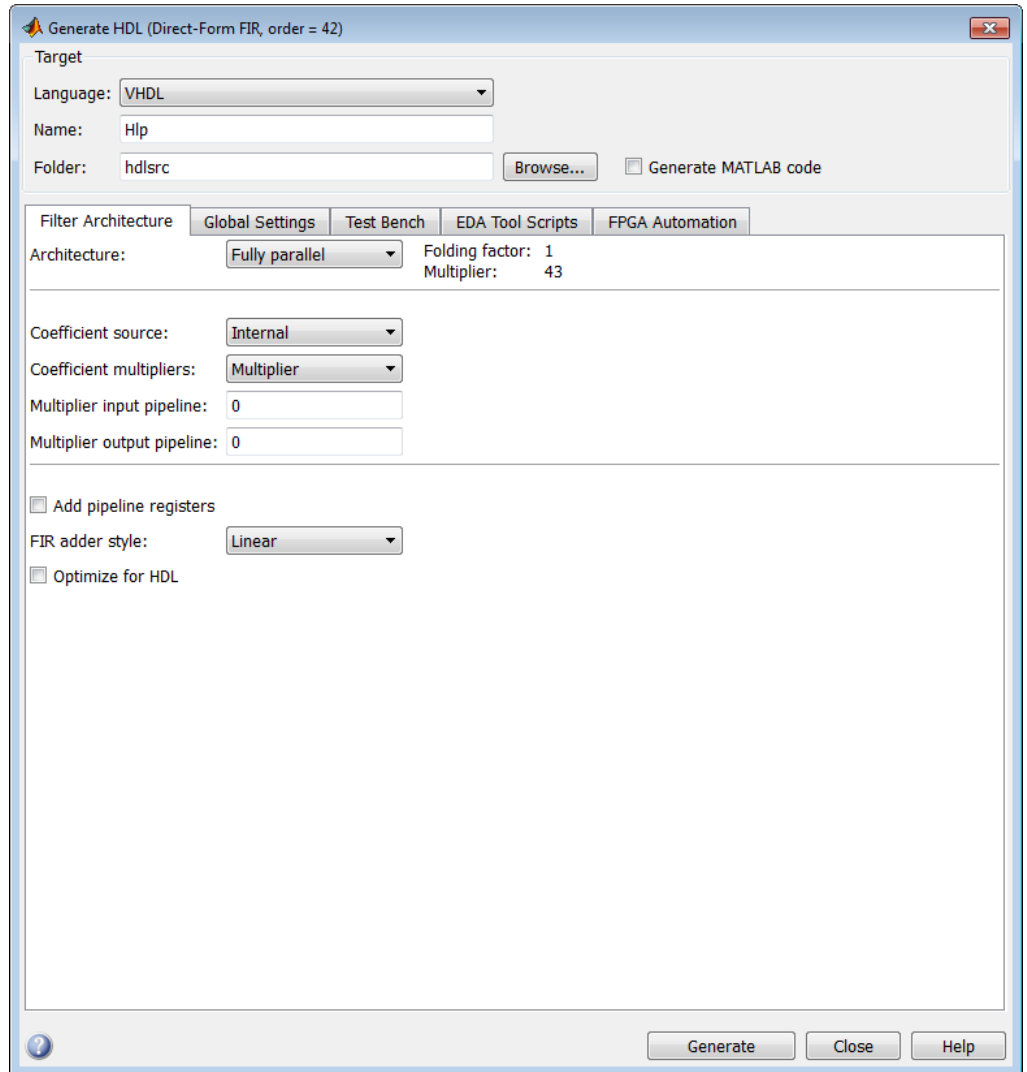 Generate HDL (Direct-Form FIR, order = 42)
Target
Language: VHDL
Name: Hlp
Folder: hdlsrc Browse... Generate MATLAB code
Filter Architecture Global Settings Test Bench EDA Tool Scripts FPGA Automation
Architecture: Fully parallel Folding factor: 1
Multiplier: 43
Coefficient source: Internal
Coefficient multipliers: Multiplier
Multiplier input pipeline: 0
Multiplier output pipeline: 0
Add pipeline registers
FIR adder style: Linear
Optimize for HDL
? Generate Close Help